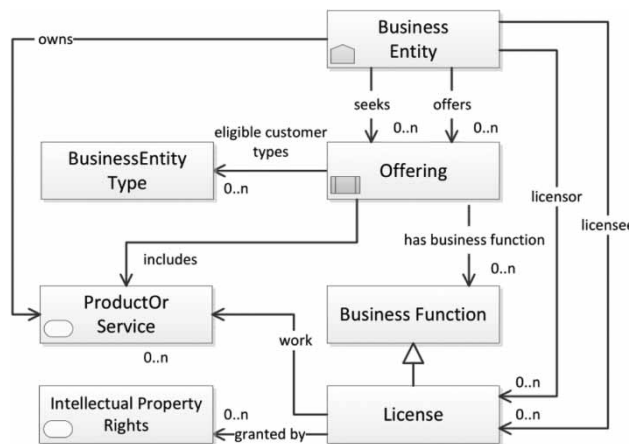 Business
Entity
owns
seeks
offers
0..n
0..n
eligible customer
types
BusinessEntity
Type
0..n
Offering
licensor
licensee
has business function
includes
0..n
ProductOr
Service
Business Function
0..n
work
0..n
Intellectual Property
Rights
0..n
granted by
License
0..n